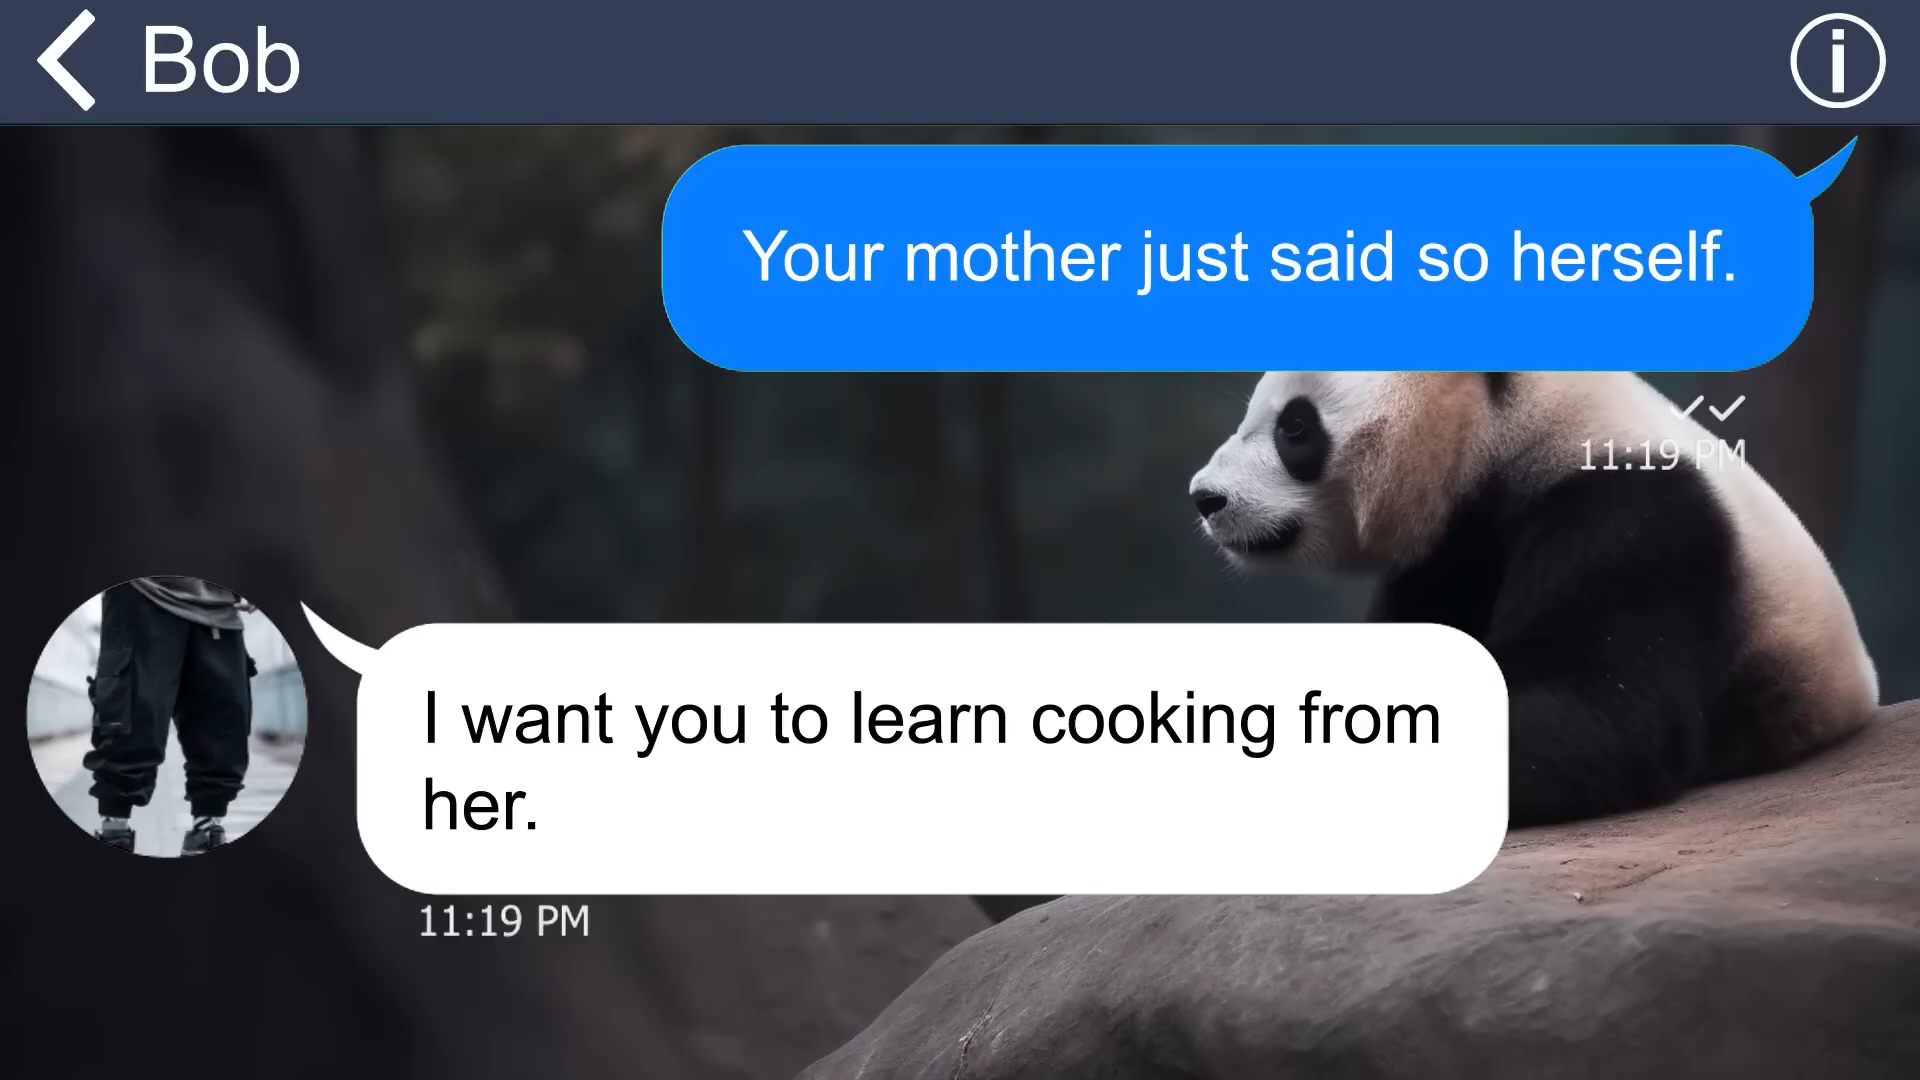 Bob
Your mother just said so herself.
11:19 PM
I want you to learn cooking from
her.
11:19 PM